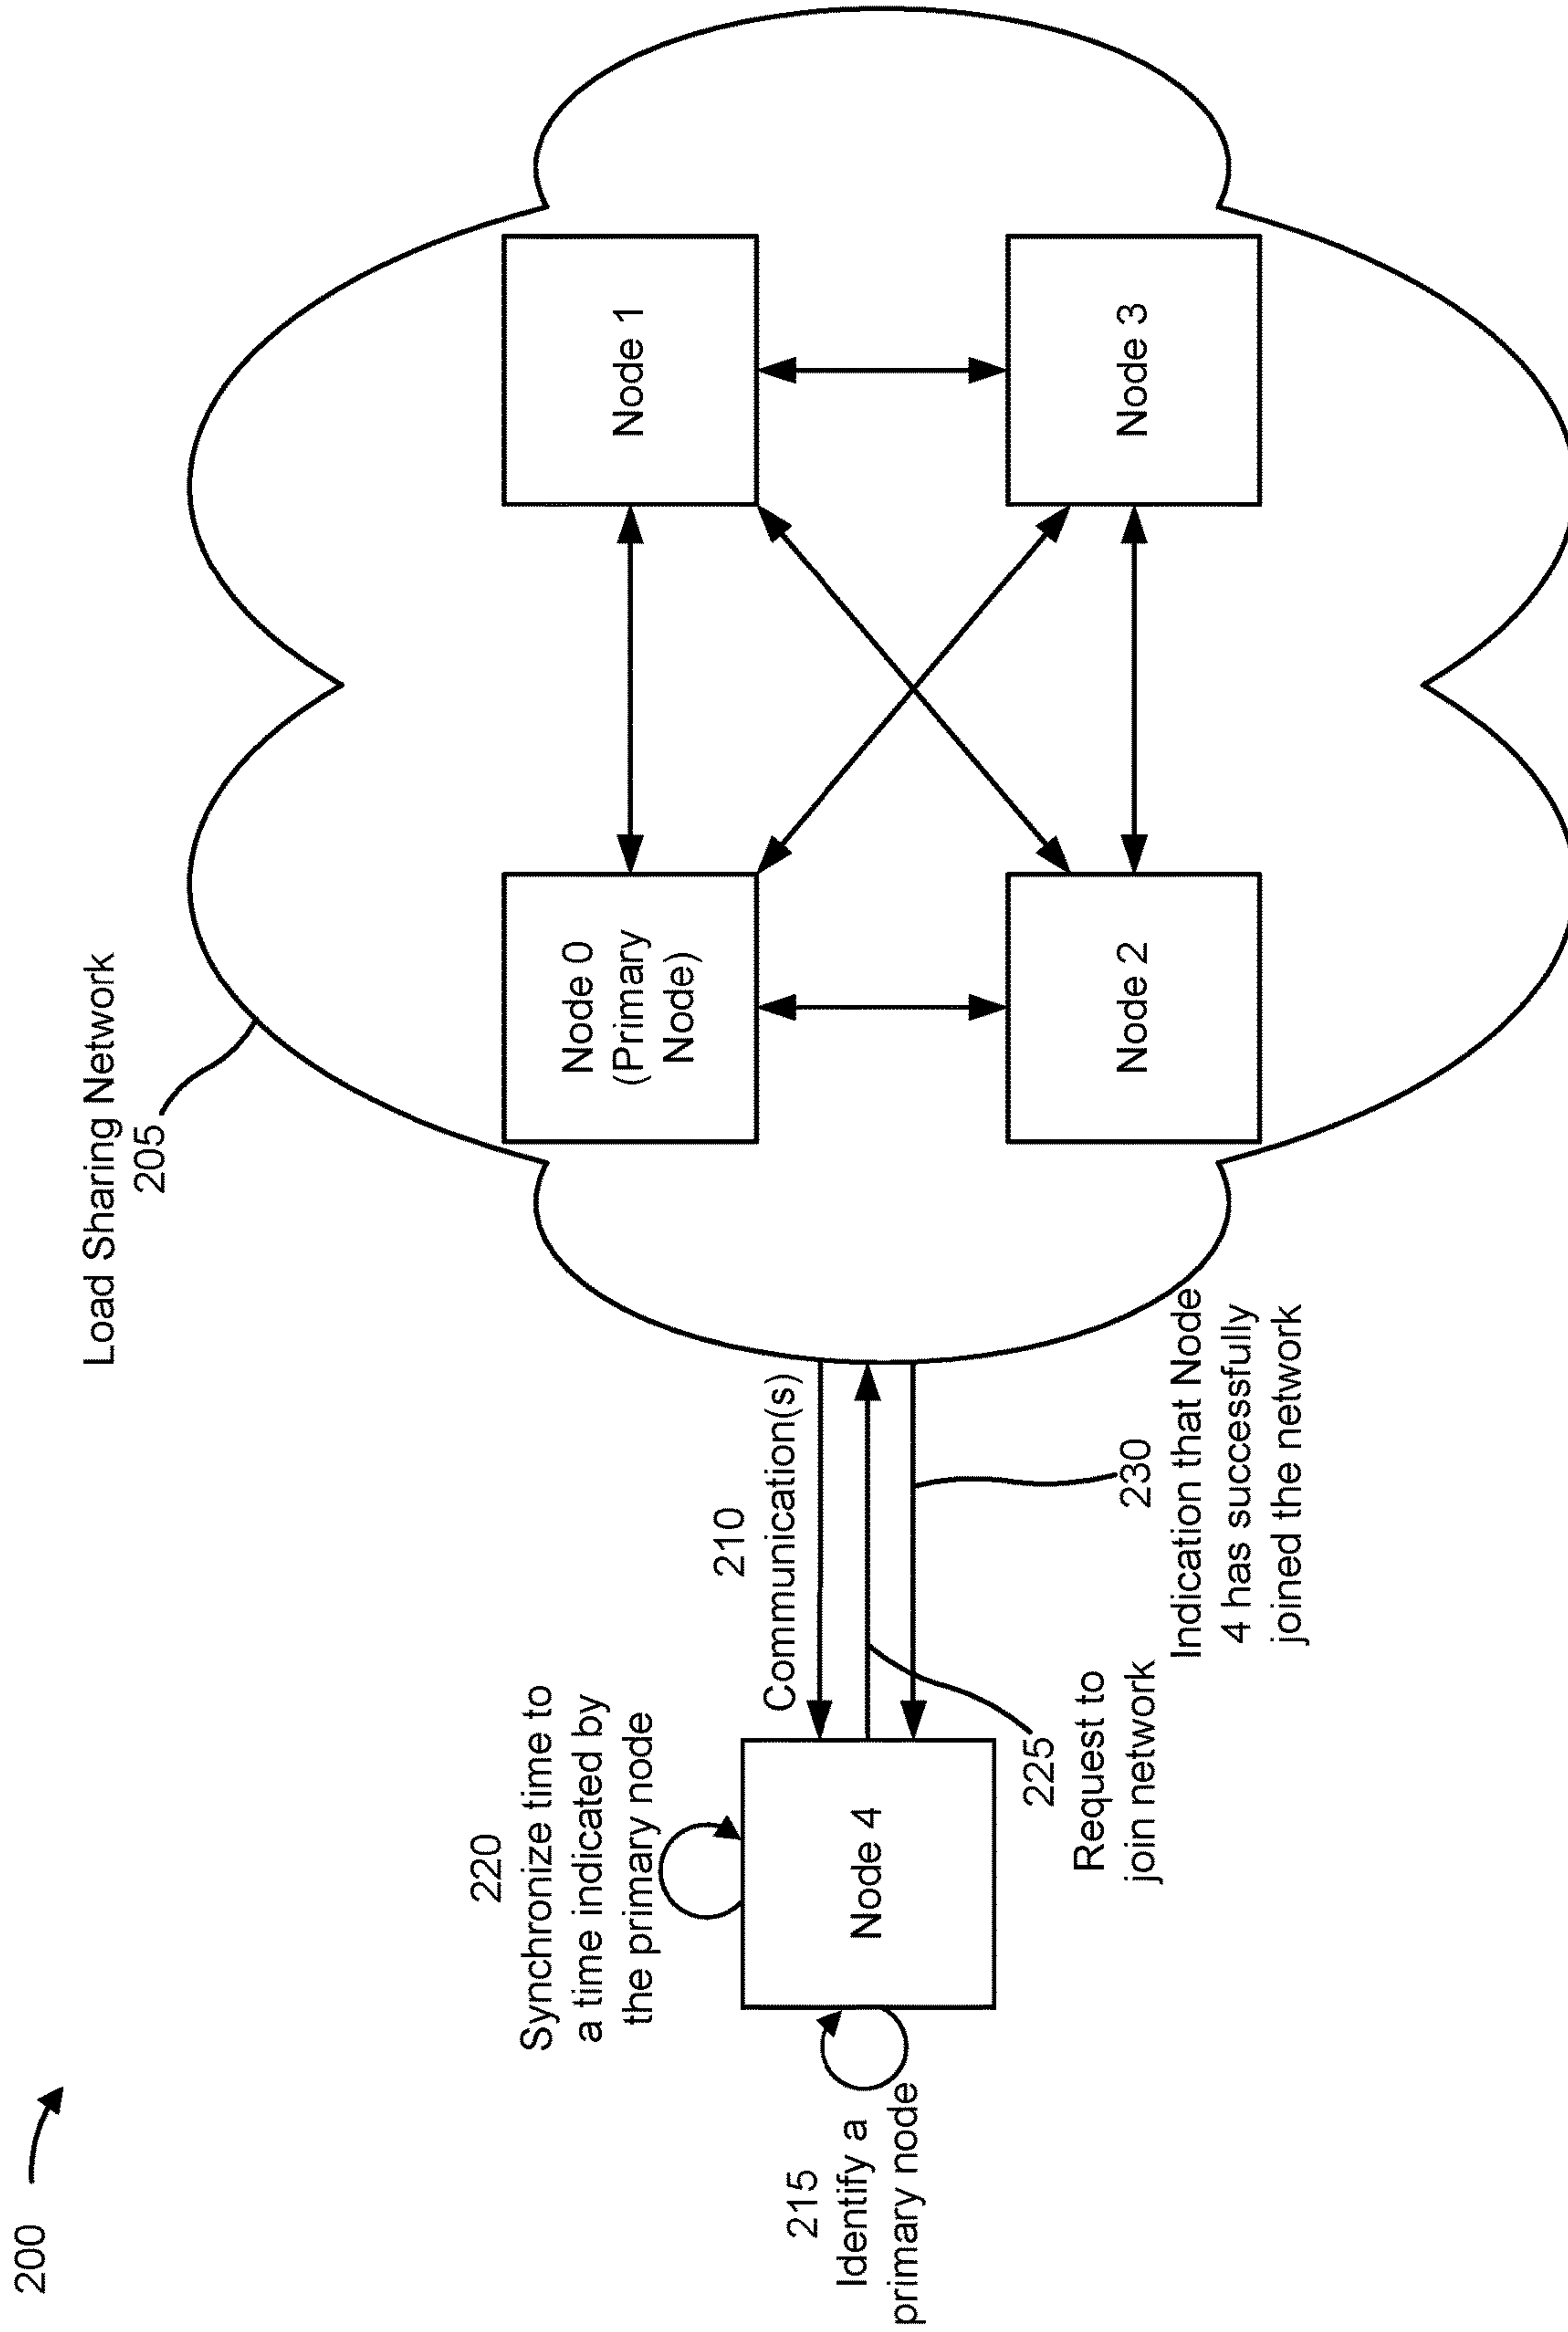 200
Load Sharing Network
205
Node 0
(Primary
Node)
Node 1
Node 2
Node 3
210
Communication(s)
215
Identify a
primary node
220
Synchronize time to
a time indicated by
the primary node
Node 4
225
Request to
join network
230
Indication that Node
4 has successfully
joined the network